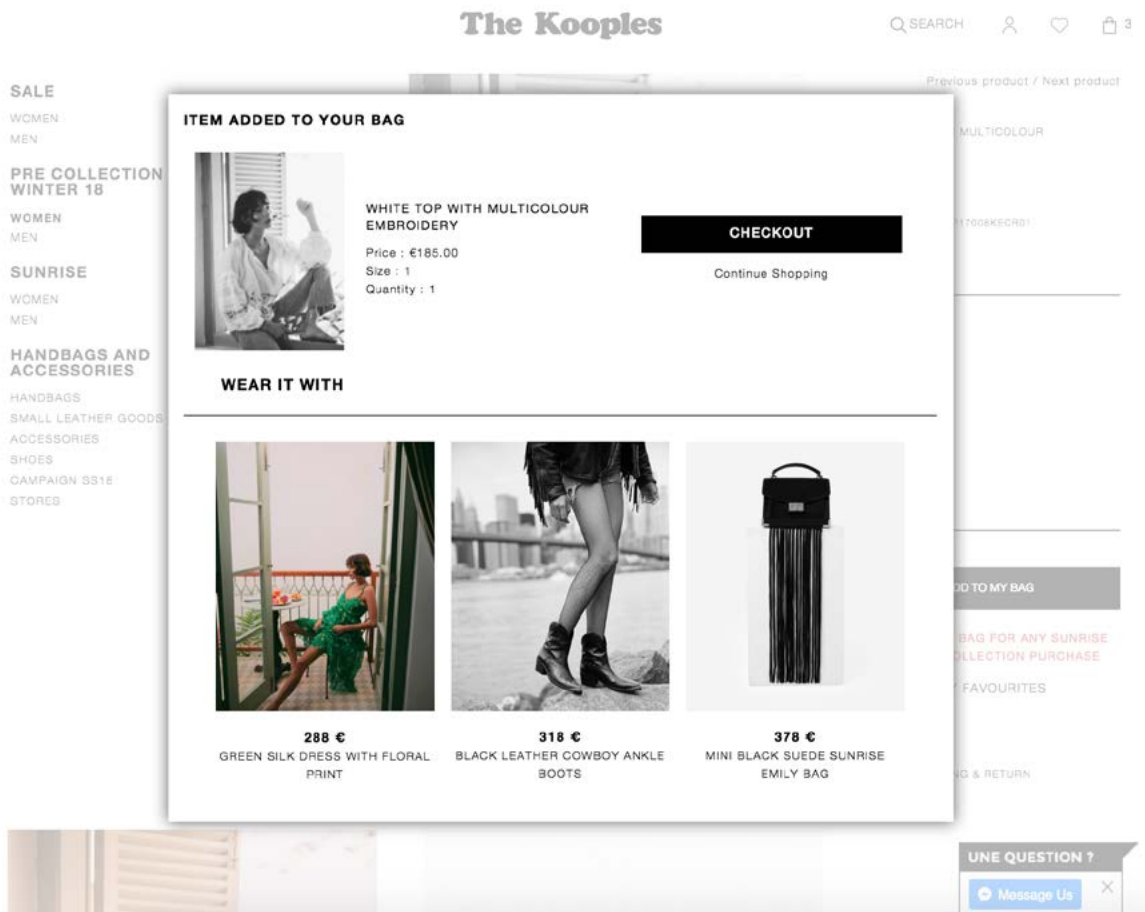 The Kooples
SEARCH
3
Previous product / Next product
SALE
WOMEN
MEN
PRE COLLECTION
WINTER 18
WOMEN
MEN
SUNRISE
WOMEN
MEN
HANDBAGS AND
ACCESSORIES
HANDBAGS
SMALL LEATHER GOODS
ACCESSORIES
SHOES
CAMPAIGN SS18
STORES
ITEM ADDED TO YOUR BAG
WHITE TOP WITH MULTICOLOUR
EMBROIDERY
Price : €185.00
Size : 1
Quantity : 1
CHECKOUT
Continue Shopping
WEAR IT WITH
288 €
GREEN SILK DRESS WITH FLORAL
PRINT
318 €
BLACK LEATHER COWBOY ANKLE
BOOTS
378 €
MINI BLACK SUEDE SUNRISE
EMILY BAG
MULTICOLOUR
TO MY BAG
BAG FOR ANY SUNRISE
PURCHASE
FAVOURITES
& RETURN
UNE QUESTION ?
Message Us